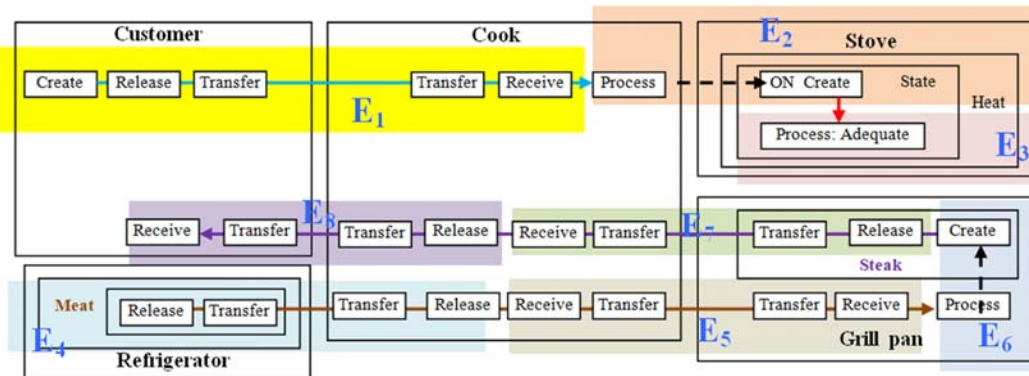 Customer
Cook
E2
Stove
Create
Release
Transfer
Transfer
Receive
Process
ON Create
State
Heat
E1
Process: Adequate
E3
Receive
Transfer
E8
Transfer
Release
Receive
Transfer
E7
Transfer
Release
Create
Steak
Meat
Release
Transfer
Transfer
Release
Receive
Transfer
Transfer
Receive
Process
E4
E5
Grill pan
E6
Refrigerator